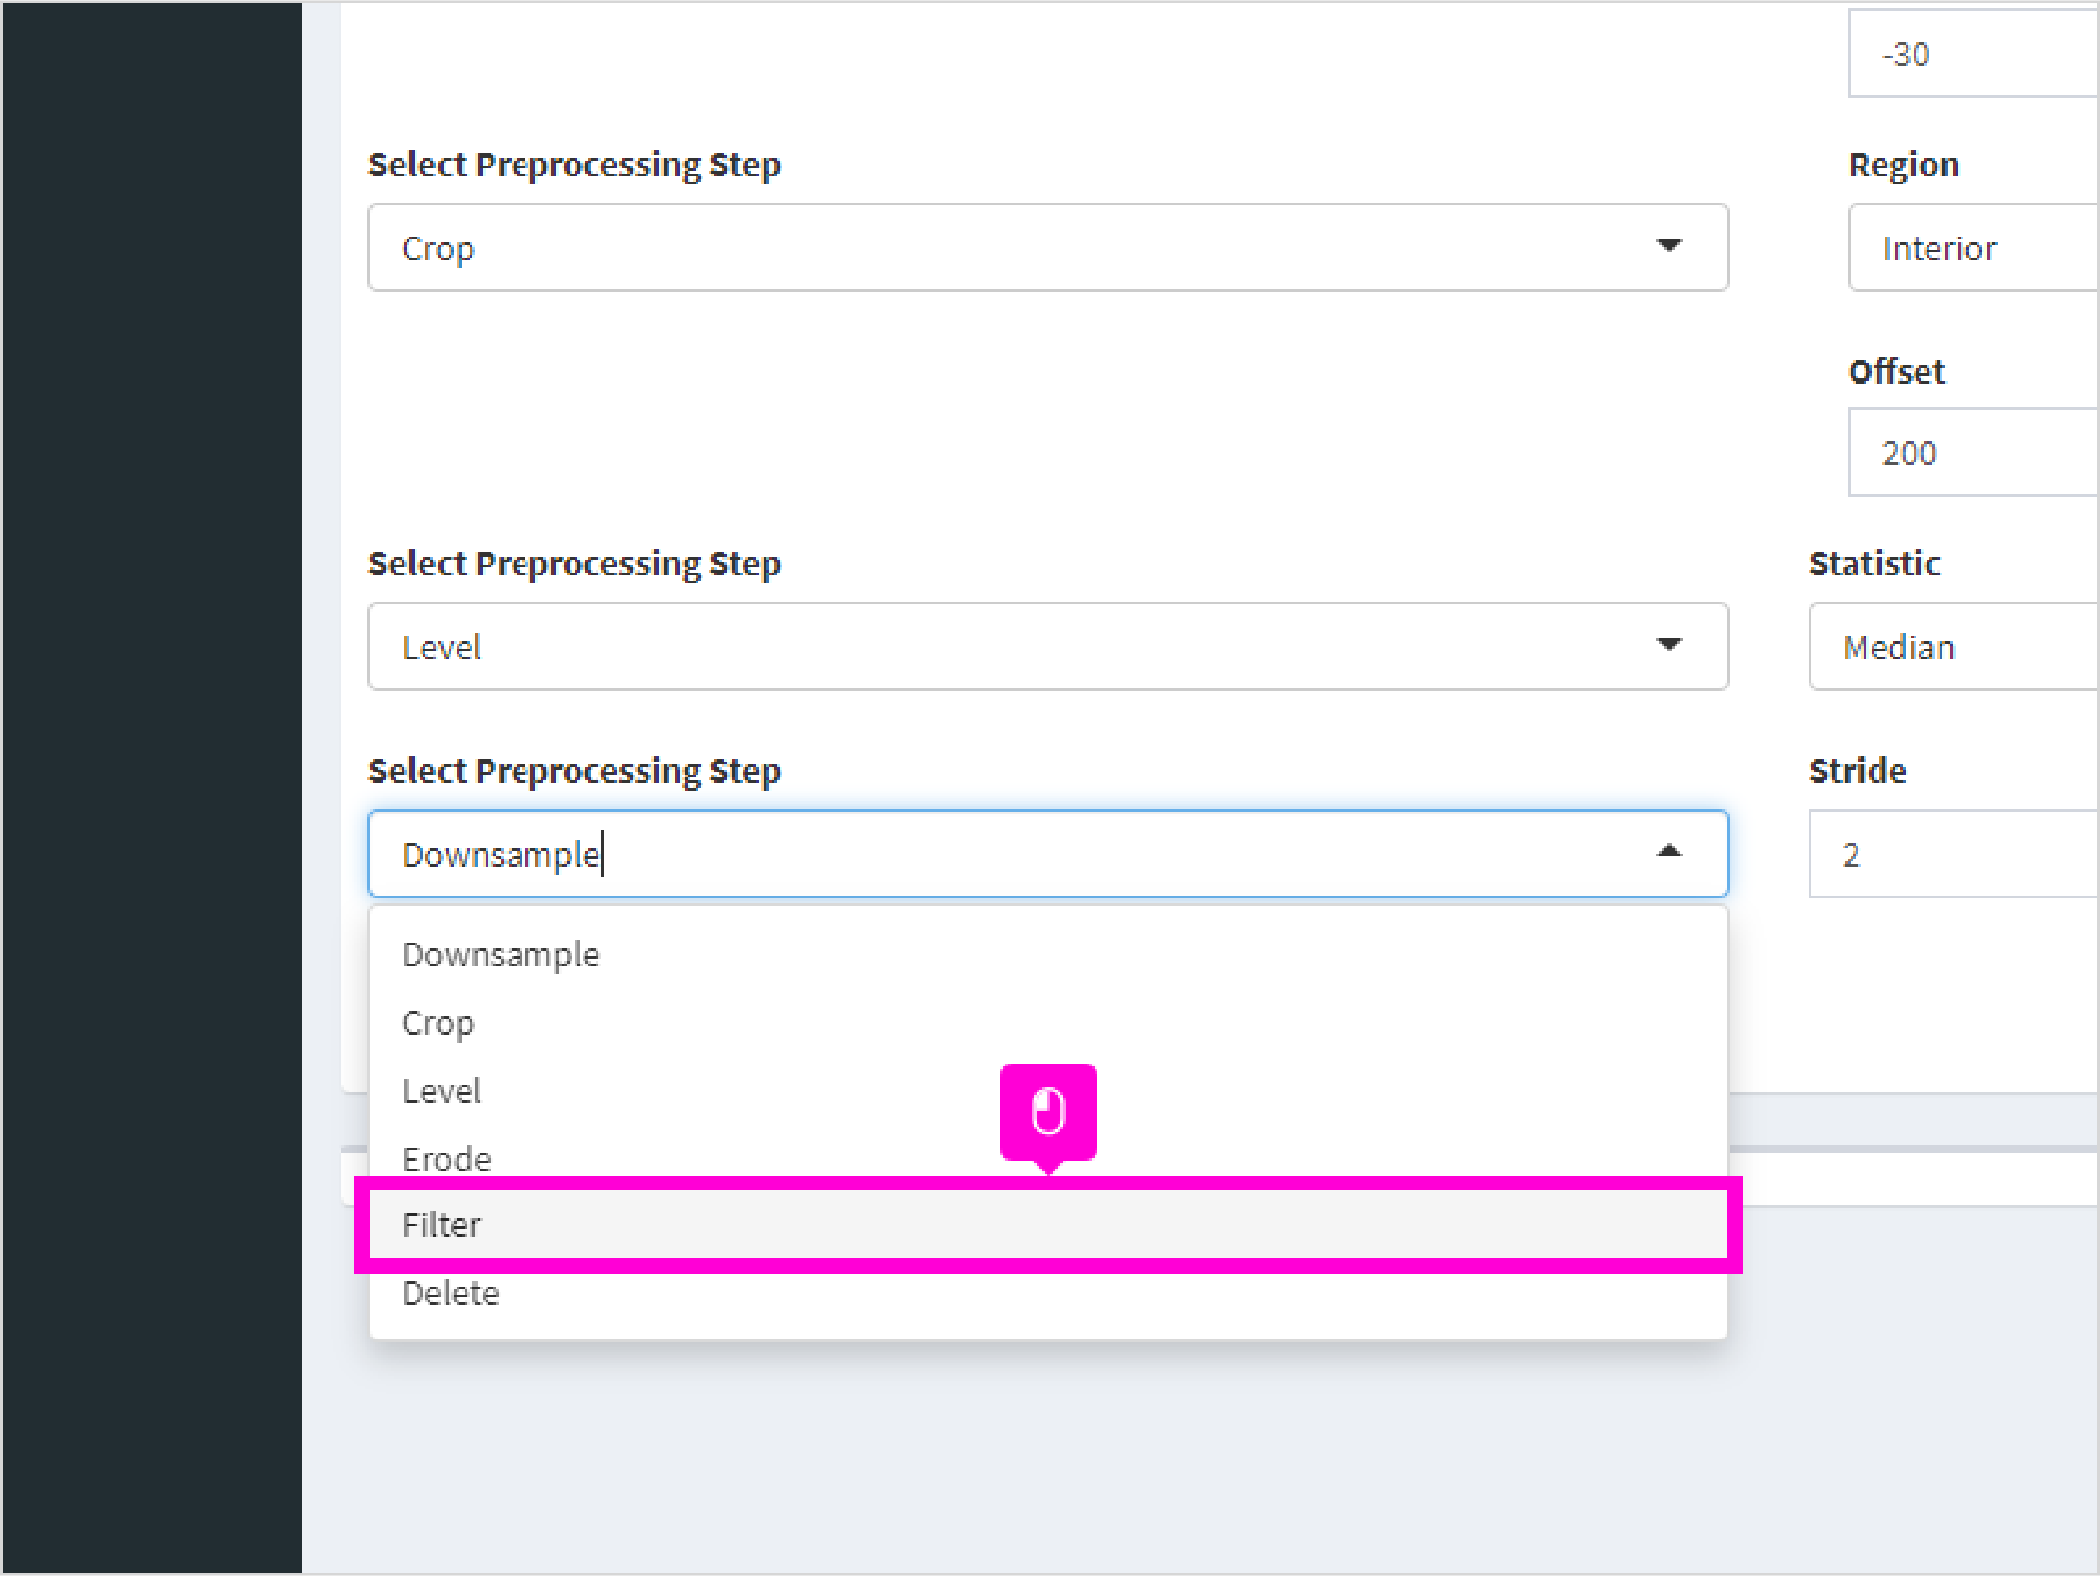 -30
Select Preprocessing Step
Region
Crop
Interior
Offset
200
Select Preprocessing Step
Statistic
Level
Median
Select Preprocessing Step
Stride
Downsample
2
Downsample
Crop
Level
Erode
Filter
Delete